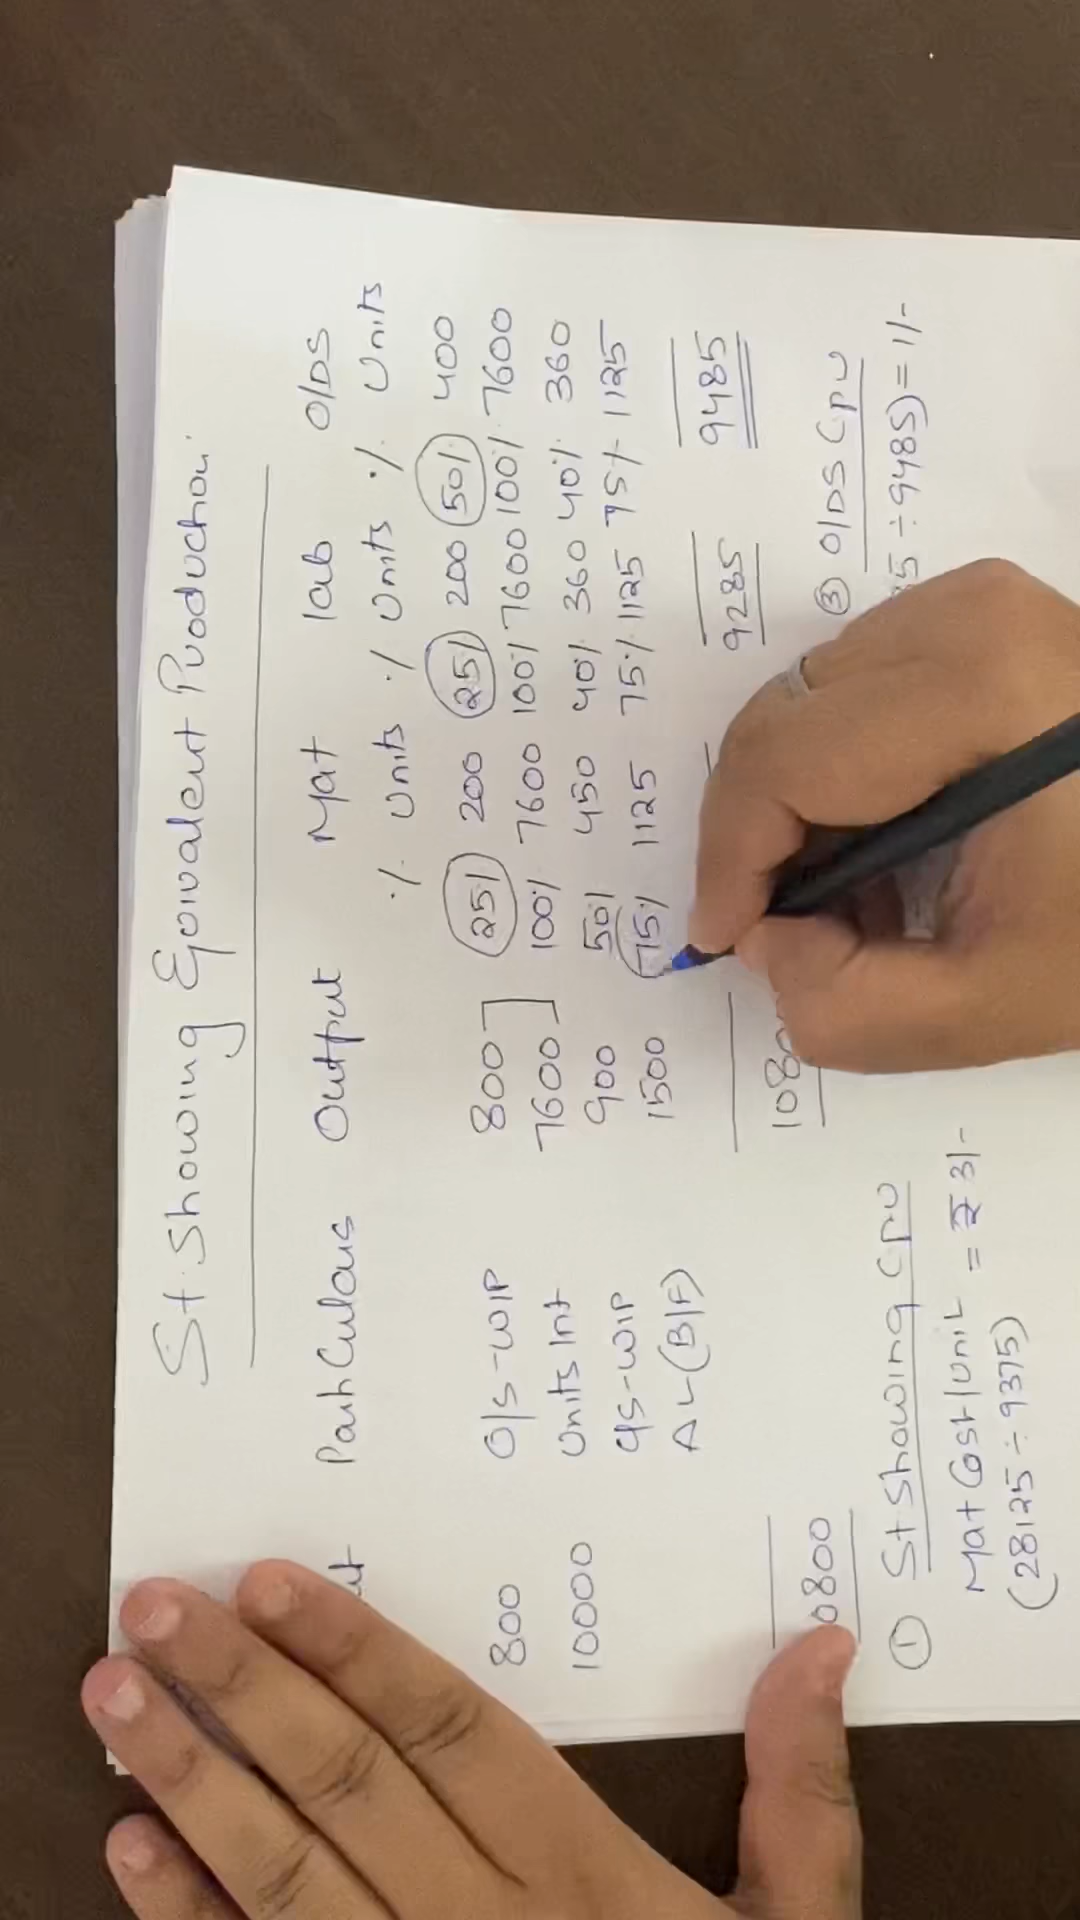 St. Showing Eqivalent Production.
Particulars Output Mat lab O/DS
% Units % Units % Units
800 O/s-WIP 800 25% 200 25% 200 50% 400
10000 Units Int 7600 100% 7600 100% 7600 100% 7600
C/S-WIP 900 50% 450 40% 360 40% 360
AL (B/F) 1500 75% 1125 75% 1125 75% 1125
0800 9285 9485
① St Showing CPU ③ O/DS CPU
Mat Cost/Unit = ₹ 3/- ÷ 9485) = 1/-
(28125 ÷ 9375)